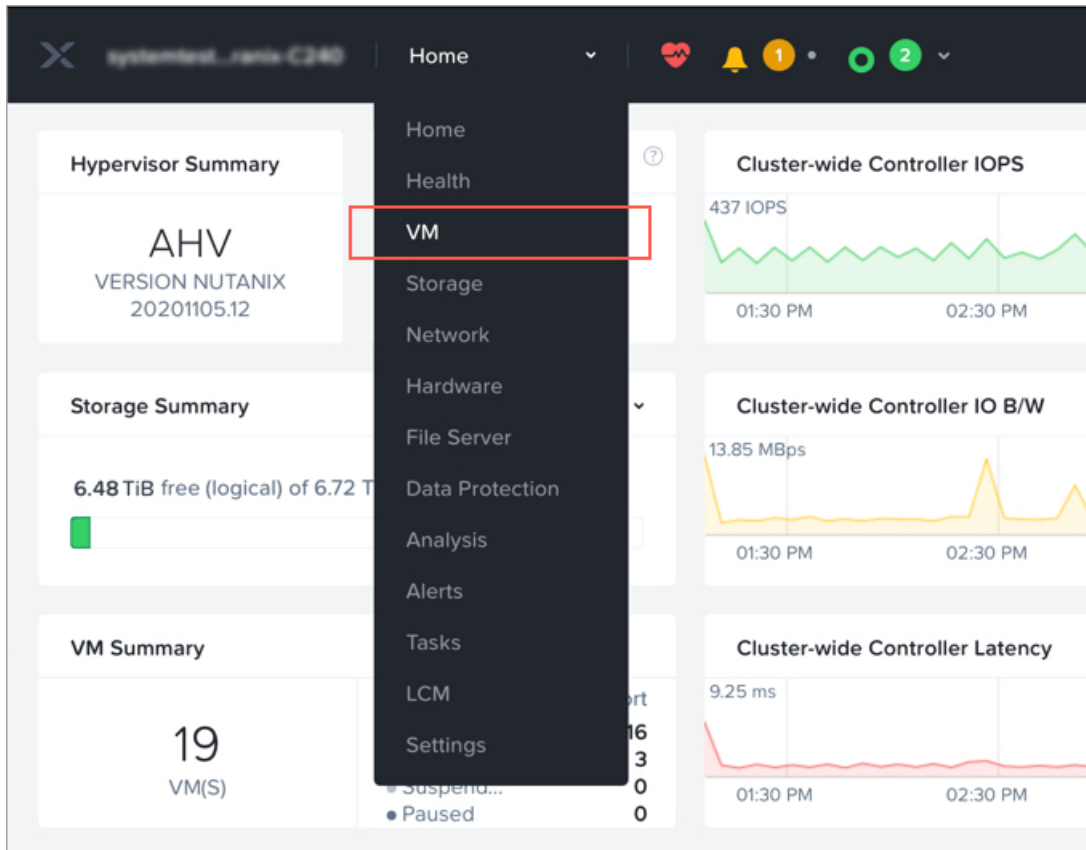 Home
1
2
Home
Health
VM
Storage
Network
Hardware
File Server
Data Protection
Analysis
Alerts
Tasks
LCM
Settings
Hypervisor Summary
AHV
VERSION NUTANIX
20201105.12
?
Cluster-wide Controller IOPS
437 IOPS
01:30 PM 02:30 PM
Storage Summary
6.48 TiB free (logical) of 6.72 T
Cluster-wide Controller IO B/W
13.85 MBps
01:30 PM 02:30 PM
VM Summary
19
VM(S)
ort
16
3
Suspend... 0
Paused 0
Cluster-wide Controller Latency
9.25 ms
01:30 PM 02:30 PM